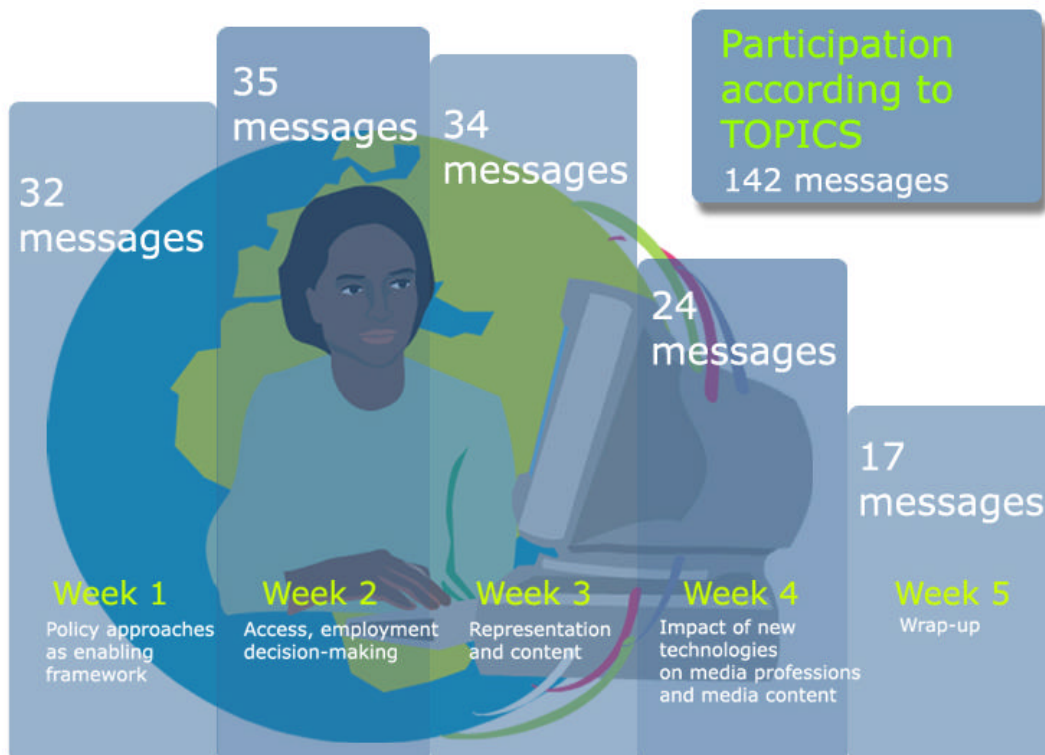 Participation
according to
TOPICS
142 messages
32
messages
35
messages
34
messages
24
messages
17
messages
Week 1
Policy approaches
as enabling
framework
Week 2
Access, employment
decision-making
Week 3
Representation
and content
Week 4
Impact of new
technologies
on media professions
and media content
Week 5
Wrap-up